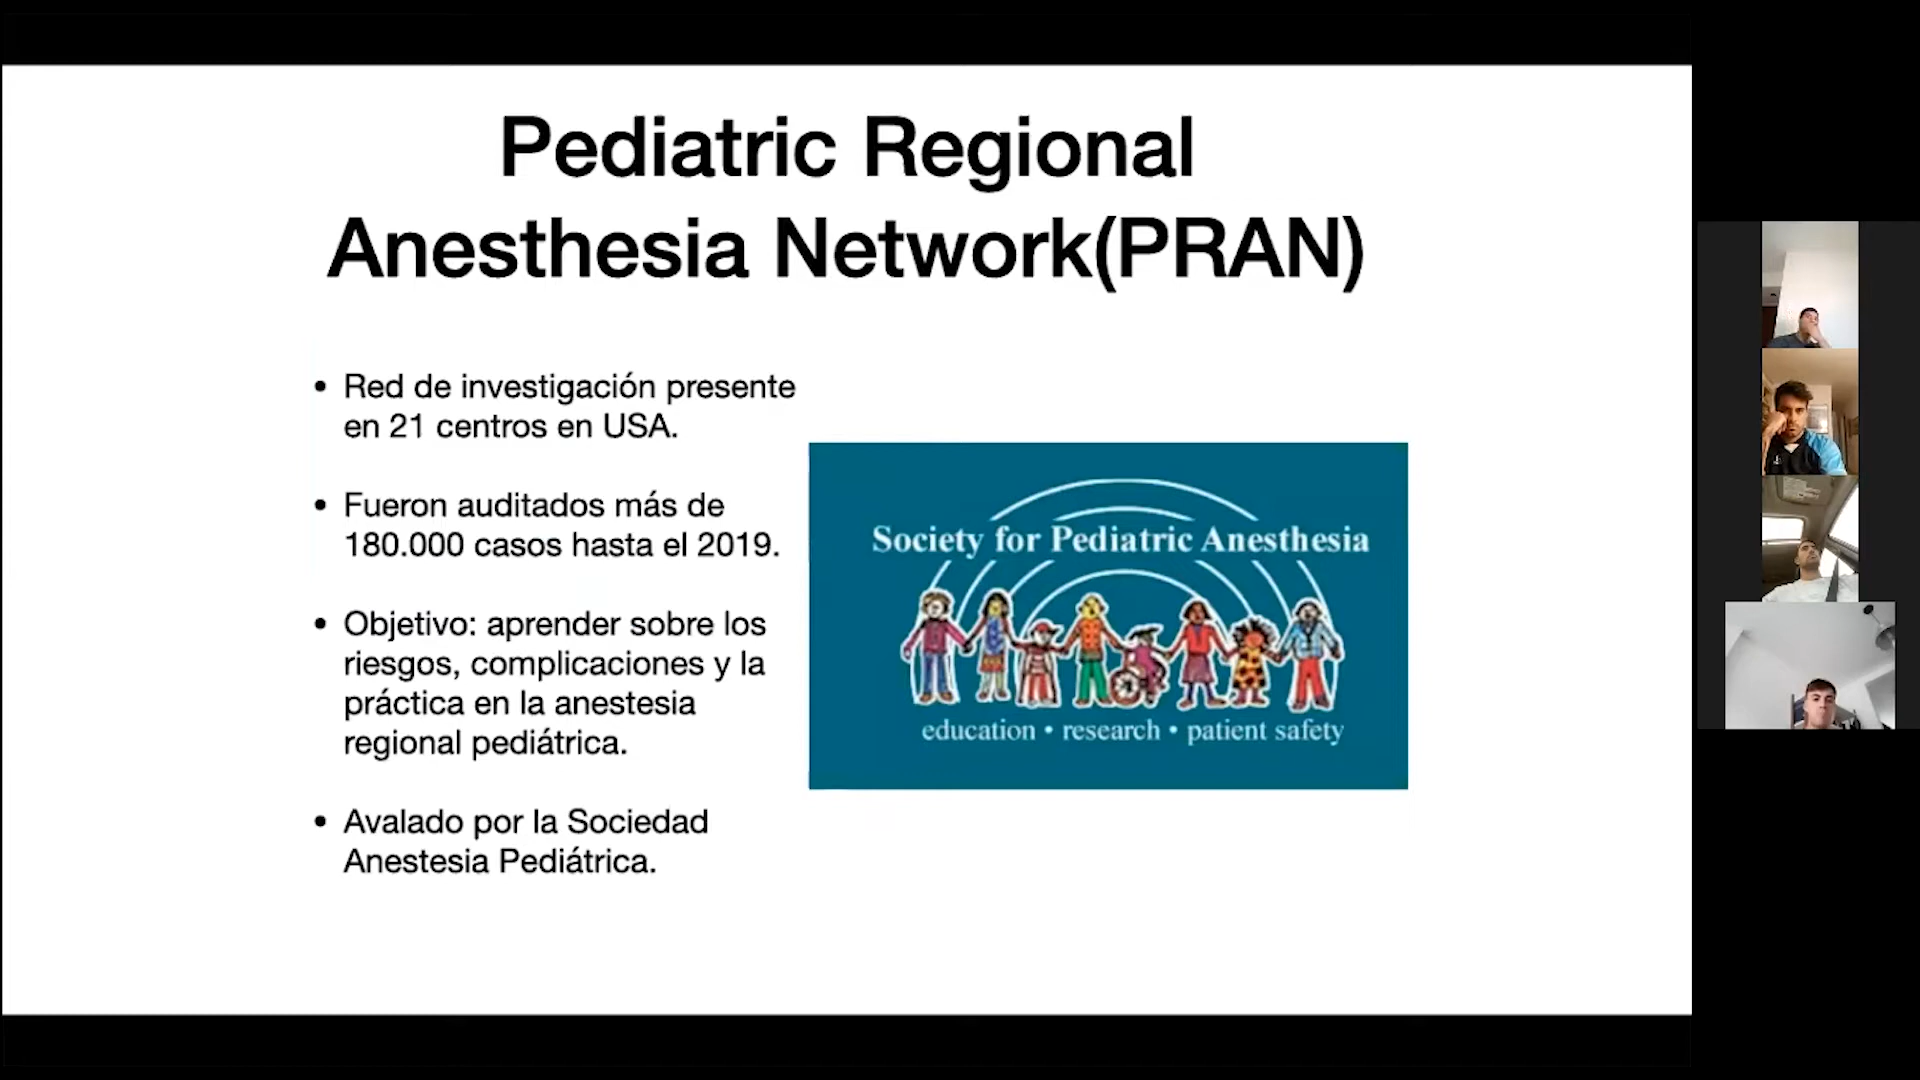 Pediatric Regional
Anesthesia Network(PRAN)
• Red de investigación presente
en 21 centros en USA.
• Fueron auditados más de
180.000 casos hasta el 2019.
• Objetivo: aprender sobre los
riesgos, complicaciones y la
práctica en la anestesia
regional pediátrica.
• Avalado por la Sociedad
Anestesia Pediátrica.
Society for Pediatric Anesthesia
education • research • patient safety